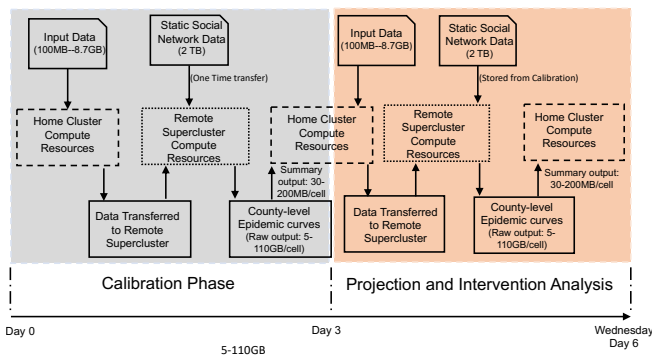 Input Data
(100MB--8.7GB)
Static Social
Network Data
(2 TB)
(One Time transfer)
Home Cluster
Compute
Resources
Remote
Supercluster
Compute
Resources
Data Transferred
to Remote
Supercluster
Summary
output: 30-
200MB/cell
County-level
Epidemic curves
(Raw output: 5-
110GB/cell)
Home Cluster
Compute
Resources
Input Data
(100MB--8.7GB)
Static Social
Network Data
(2 TB)
(Stored from Calibration)
Remote
Supercluster
Compute
Resources
Home Cluster
Compute
Resources
Data Transferred
to Remote
Supercluster
Summary output:
30-200MB/cell
County-level
Epidemic curves
(Raw output: 5-
110GB/cell)
Calibration Phase
Projection and Intervention Analysis
Day 0
Day 3
Wednesday
Day 6
5-110GB